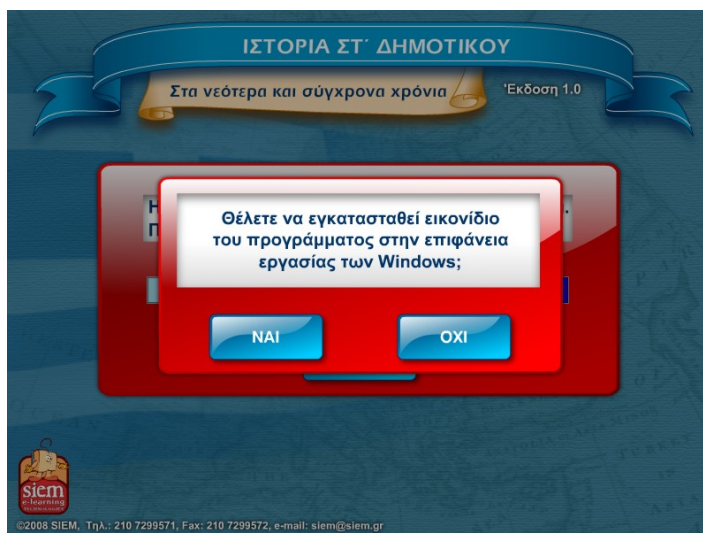 ΙΣΤΟΡΙΑ ΣΤ΄ ΔΗΜΟΤΙΚΟΥ
Στα νεότερα και σύγχρονα χρόνια
Έκδοση 1.0
Θέλετε να εγκατασταθεί εικονίδιο
του προγράμματος στην επιφάνεια
εργασίας των Windows;
ΝΑΙ
ΟΧΙ
siem
e-learning
©2008 SIEM, Τηλ.: 210 7299571, Fax: 210 7299572, e-mail: siem@siem.gr